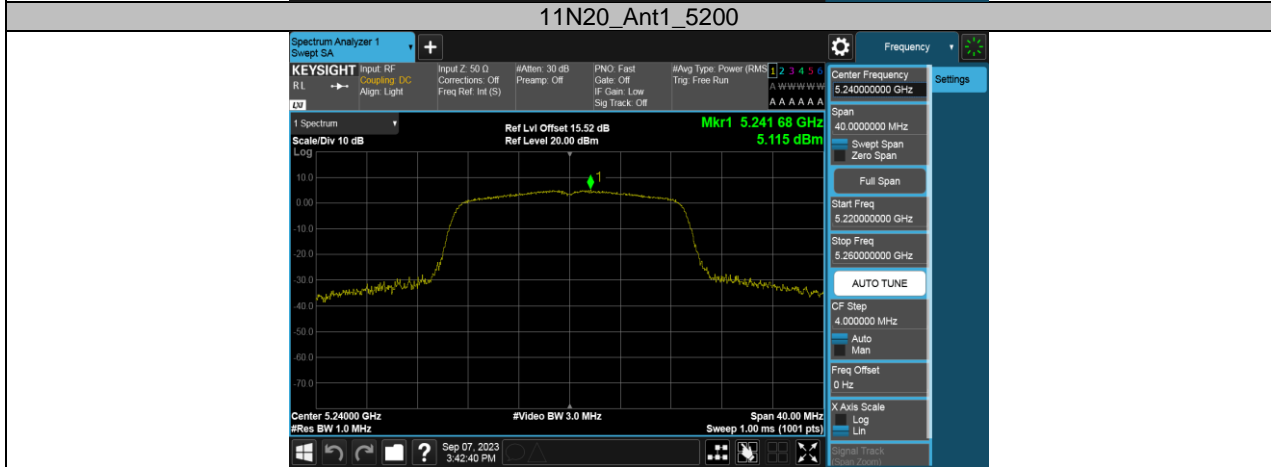 11N20_Ant1_5200
Spectrum Analyzer 1
Swept SA
+
Frequency
KEYSIGHT
RL
LXI
Input: RF
Coupling: DC
Align: Light
Input Z: 50 Ω
Corrections: Off
Freq Ref: Int (S)
#Atten: 30 dB
Preamp: Off
PNO: Fast
Gate: Off
IF Gain: Low
Sig Track: Off
#Avg Type: Power (RMS
Trig: Free Run
1 2 3 4 5 6
A W W W W W
A A A A A A
Center Frequency
5.240000000 GHz
Settings
Span
40.0000000 MHz
Swept Span
Zero Span
Full Span
Start Freq
5.220000000 GHz
Stop Freq
5.260000000 GHz
AUTO TUNE
CF Step
4.000000 MHz
Auto
Man
Freq Offset
0 Hz
X Axis Scale
Log
Lin
Signal Track
(Span Zoom)
1 Spectrum
Scale/Div 10 dB
Ref Lvl Offset 15.52 dB
Ref Level 20.00 dBm
Mkr1 5.241 68 GHz
5.115 dBm
Log
10.0
0.00
-10.0
-20.0
-30.0
-40.0
-50.0
-60.0
-70.0
1
Center 5.24000 GHz
#Res BW 1.0 MHz
#Video BW 3.0 MHz
Span 40.00 MHz
Sweep 1.00 ms (1001 pts)
?
Sep 07, 2023
3:42:40 PM